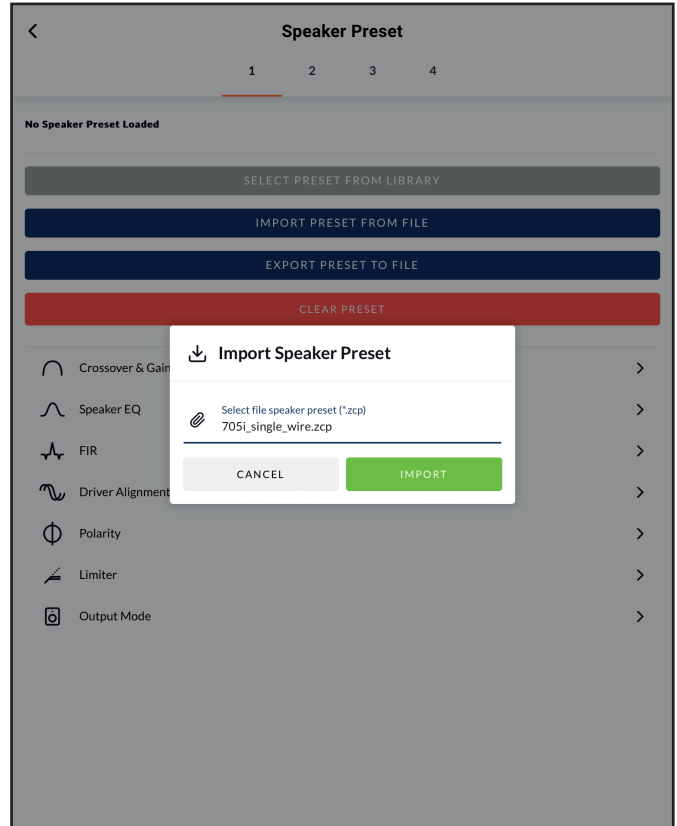 Speaker Preset
1 2 3 4
No Speaker Preset Loaded
SELECT PRESET FROM LIBRARY
IMPORT PRESET FROM FILE
EXPORT PRESET TO FILE
CLEAR PRESET
Import Speaker Preset
Select file speaker preset (*.zcp)
705i_single_wire.zcp
CANCEL IMPORT
Crossover & Gain
Speaker EQ
FIR
Driver Alignment
Polarity
Limiter
Output Mode